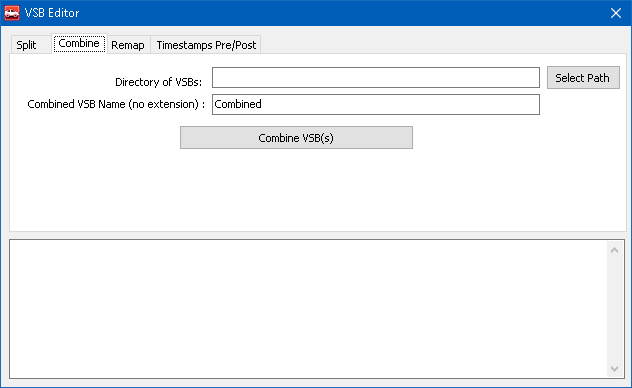 VSB Editor
Split Combine Remap Timestamps Pre/Post
Directory of VSBs: Select Path
Combined VSB Name (no extension) : Combined
Combine VSB(s)